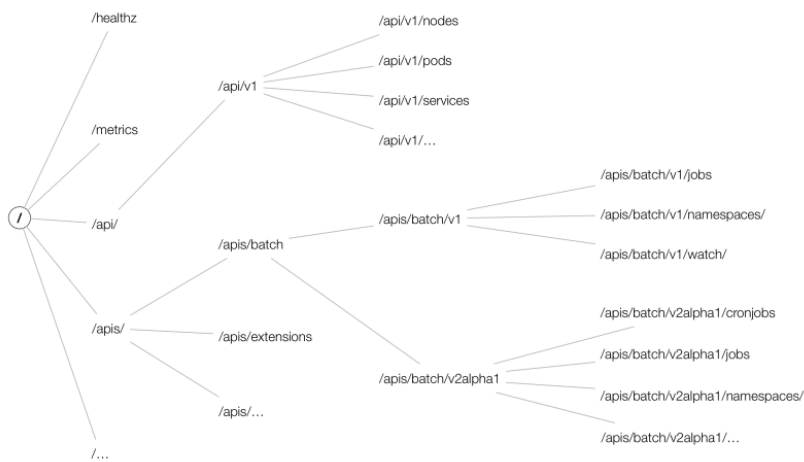 /healthz
/api/v1/nodes
/api/v1/pods
/api/v1
/api/v1/services
/metrics
/api/v1/…
/apis/batch/v1/jobs
/
/api/
/apis/batch/v1
/apis/batch/v1/namespaces/
/apis/batch
/apis/batch/v1/watch/
/apis/batch/v2alpha1/cronjobs
/apis/
/apis/extensions
/apis/batch/v2alpha1/jobs
/apis/batch/v2alpha1
/apis/batch/v2alpha1/namespaces/
/apis/…
/apis/batch/v2alpha1/…
/…